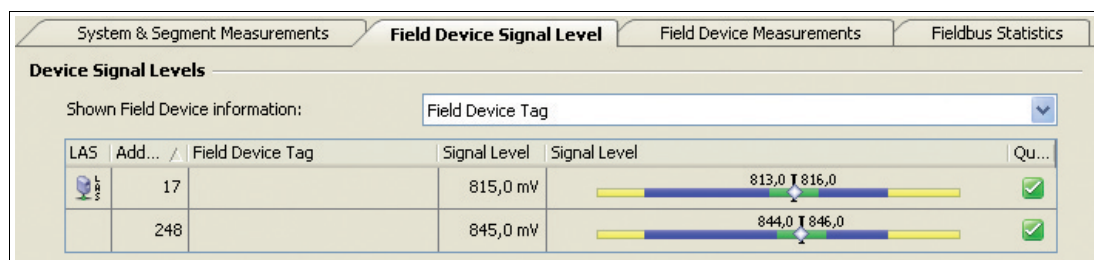 System & Segment Measurements Field Device Signal Level Field Device Measurements Fieldbus Statistics
Device Signal Levels
Shown Field Device information: Field Device Tag
LAS Add... Field Device Tag Signal Level Signal Level Qu...
LAS 17 815,0 mV 813,0 816,0
248 845,0 mV 844,0 846,0